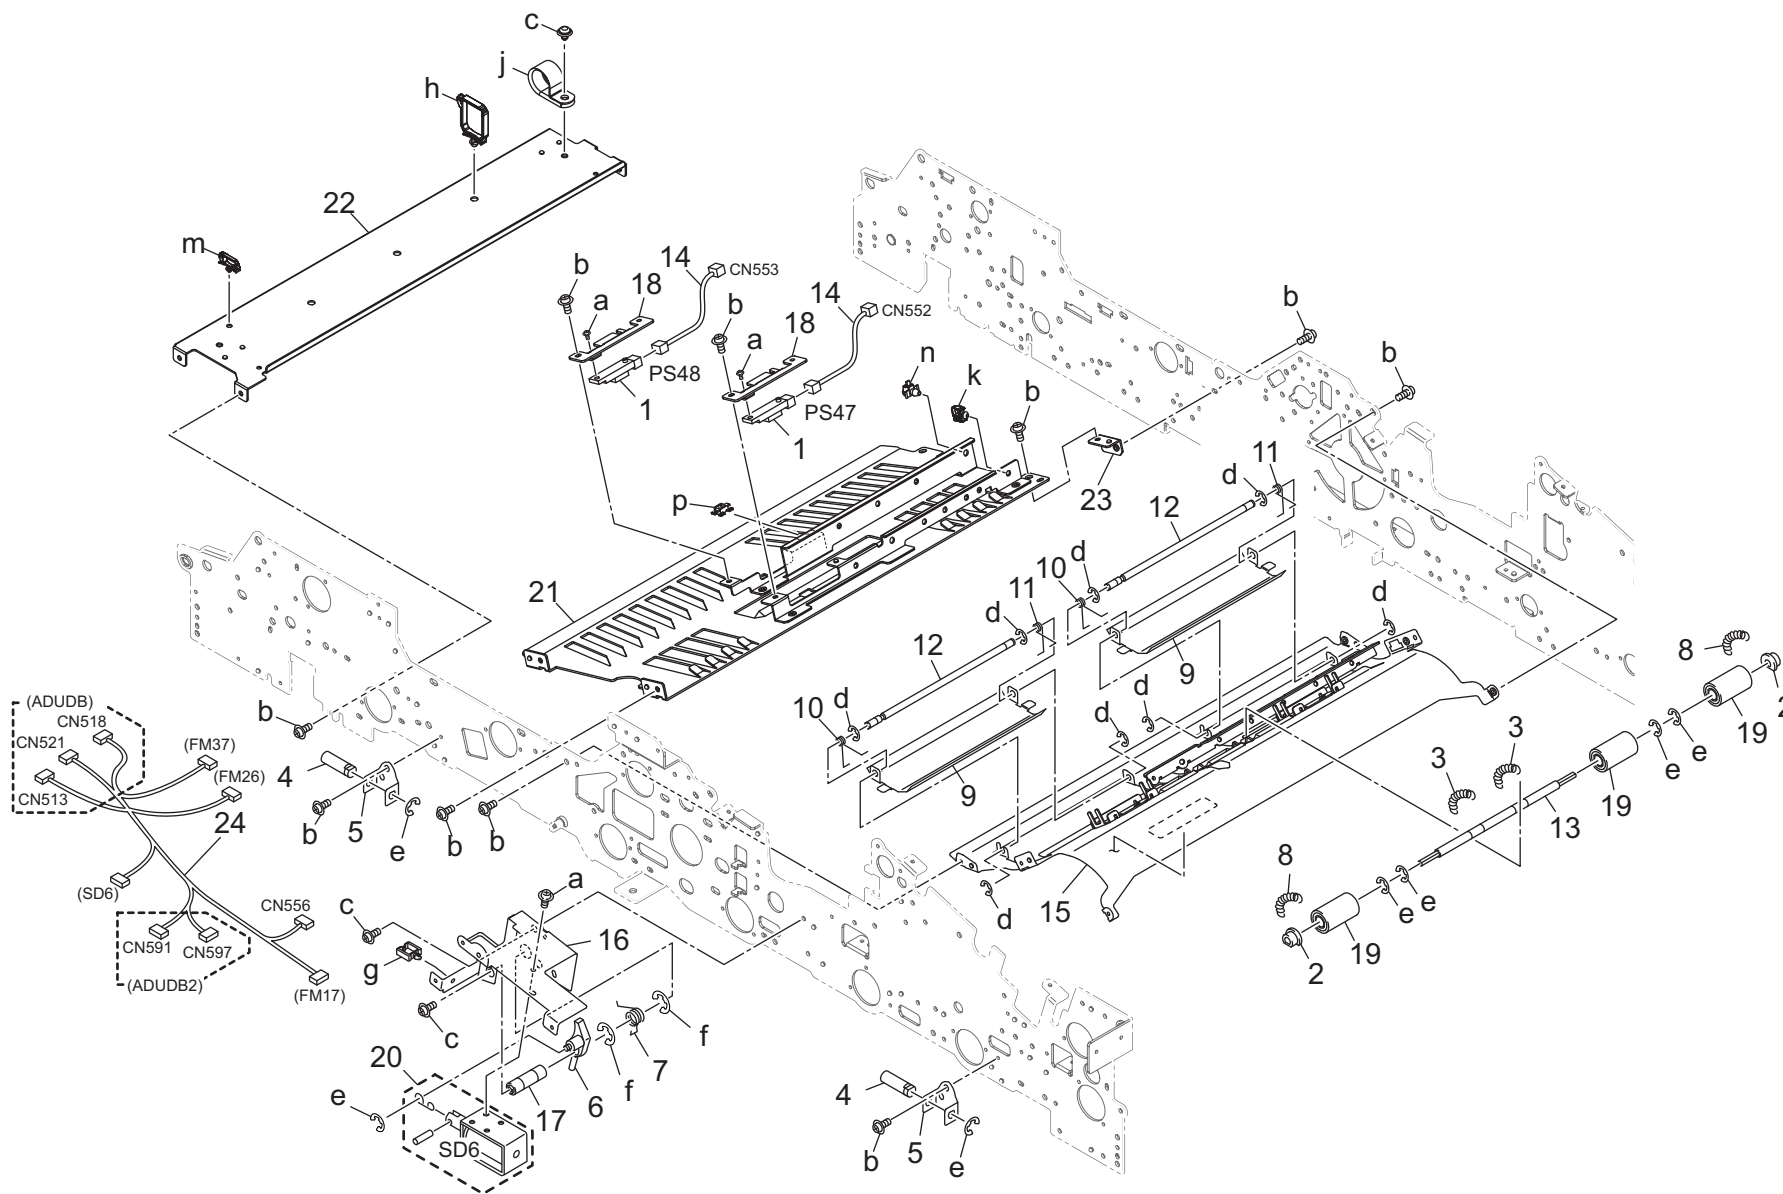 c
j
h
22
m
b
14
CN553
18
a
b
14
CN552
18
a
PS48
1
PS47
1
n
k
b
b
b
23
p
21
d
11
12
d
10
d
11
9
d
8
12
d
10
d
d
9
2
19
e
e
3
3
19
13
8
e
e
19
2
15
d
(ADUDB)
CN518
CN521
(FM37)
(FM26)
CN513
b
4
b
5
e
b
b
24
(SD6)
CN556
CN591
CN597
(ADUDB2)
(FM17)
a
c
16
g
c
f
7
f
6
17
20
e
SD6
4
5
b
e